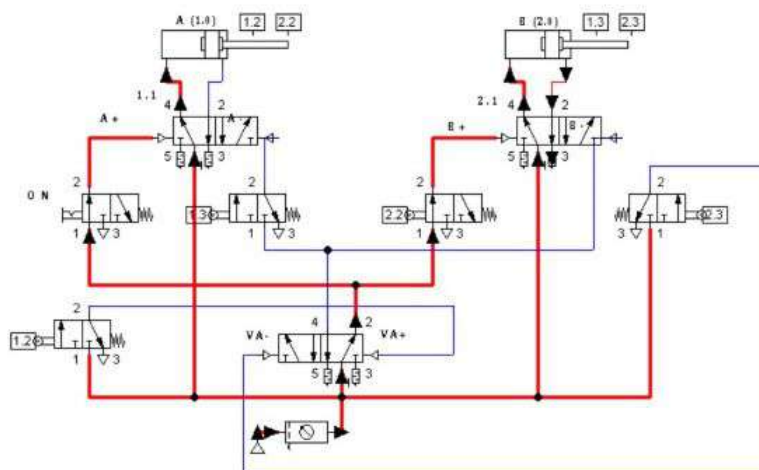 A (1.0) 1.2 2.2
B (2.0) 1.3 2.3
1.1 4 2
2.1 4 2
A+ A-
B+ B-
5 3
5 3
2 2 2 2
O N
1.3 2.2 2.3
1 3 1 3 1 3 3 1
2
4 2
VA- VA+
1.2
1 3
5 3